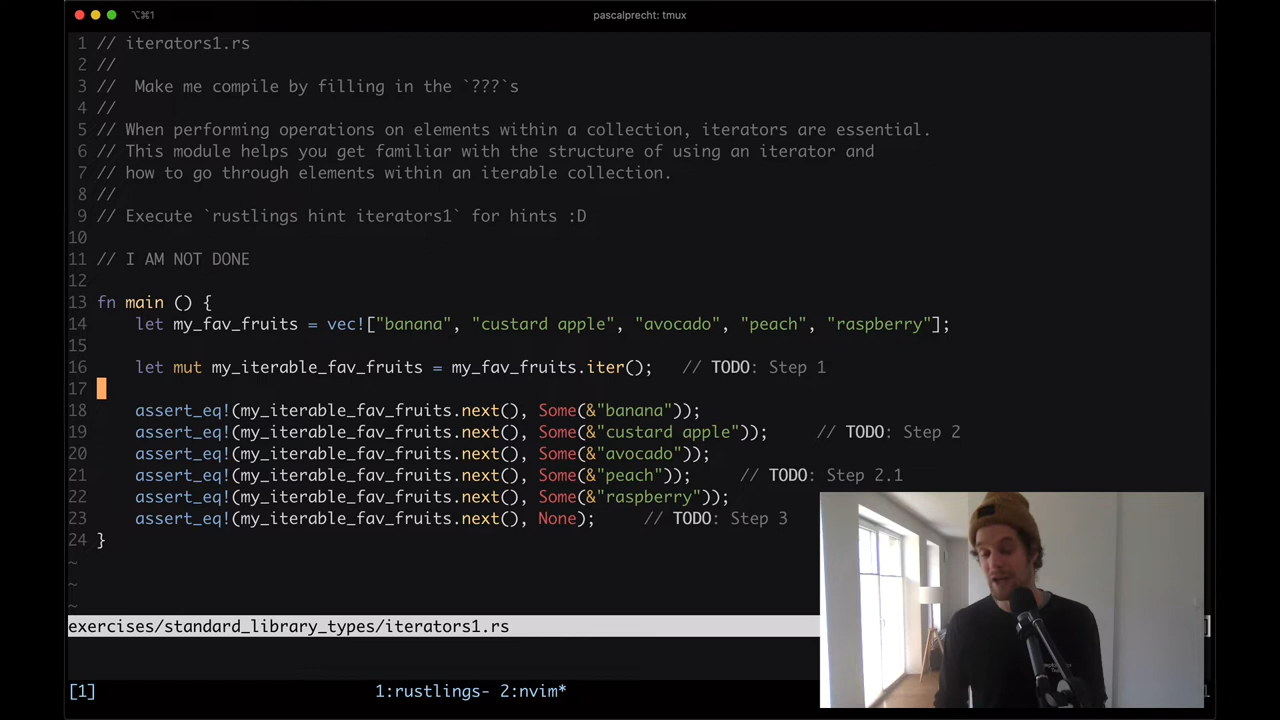 ⌥⌘1
pascalprecht: tmux
1 // iterators1.rs
2 //
3 //  Make me compile by filling in the `???`s
4 //
5 // When performing operations on elements within a collection, iterators are essential.
6 // This module helps you get familiar with the structure of using an iterator and
7 // how to go through elements within an iterable collection.
8 //
9 // Execute `rustlings hint iterators1` for hints :D
10
11 // I AM NOT DONE
12
13 fn main () {
14     let my_fav_fruits = vec!["banana", "custard apple", "avocado", "peach", "raspberry"];
15
16     let mut my_iterable_fav_fruits = my_fav_fruits.iter();   // TODO: Step 1
17
18     assert_eq!(my_iterable_fav_fruits.next(), Some(&"banana"));
19     assert_eq!(my_iterable_fav_fruits.next(), Some(&"custard apple"));     // TODO: Step 2
20     assert_eq!(my_iterable_fav_fruits.next(), Some(&"avocado"));
21     assert_eq!(my_iterable_fav_fruits.next(), Some(&"peach"));     // TODO: Step 2.1
22     assert_eq!(my_iterable_fav_fruits.next(), Some(&"raspberry"));
23     assert_eq!(my_iterable_fav_fruits.next(), None);     // TODO: Step 3
24 }
~
~
~
exercises/standard_library_types/iterators1.rs
[1] 1:rustlings- 2:nvim*